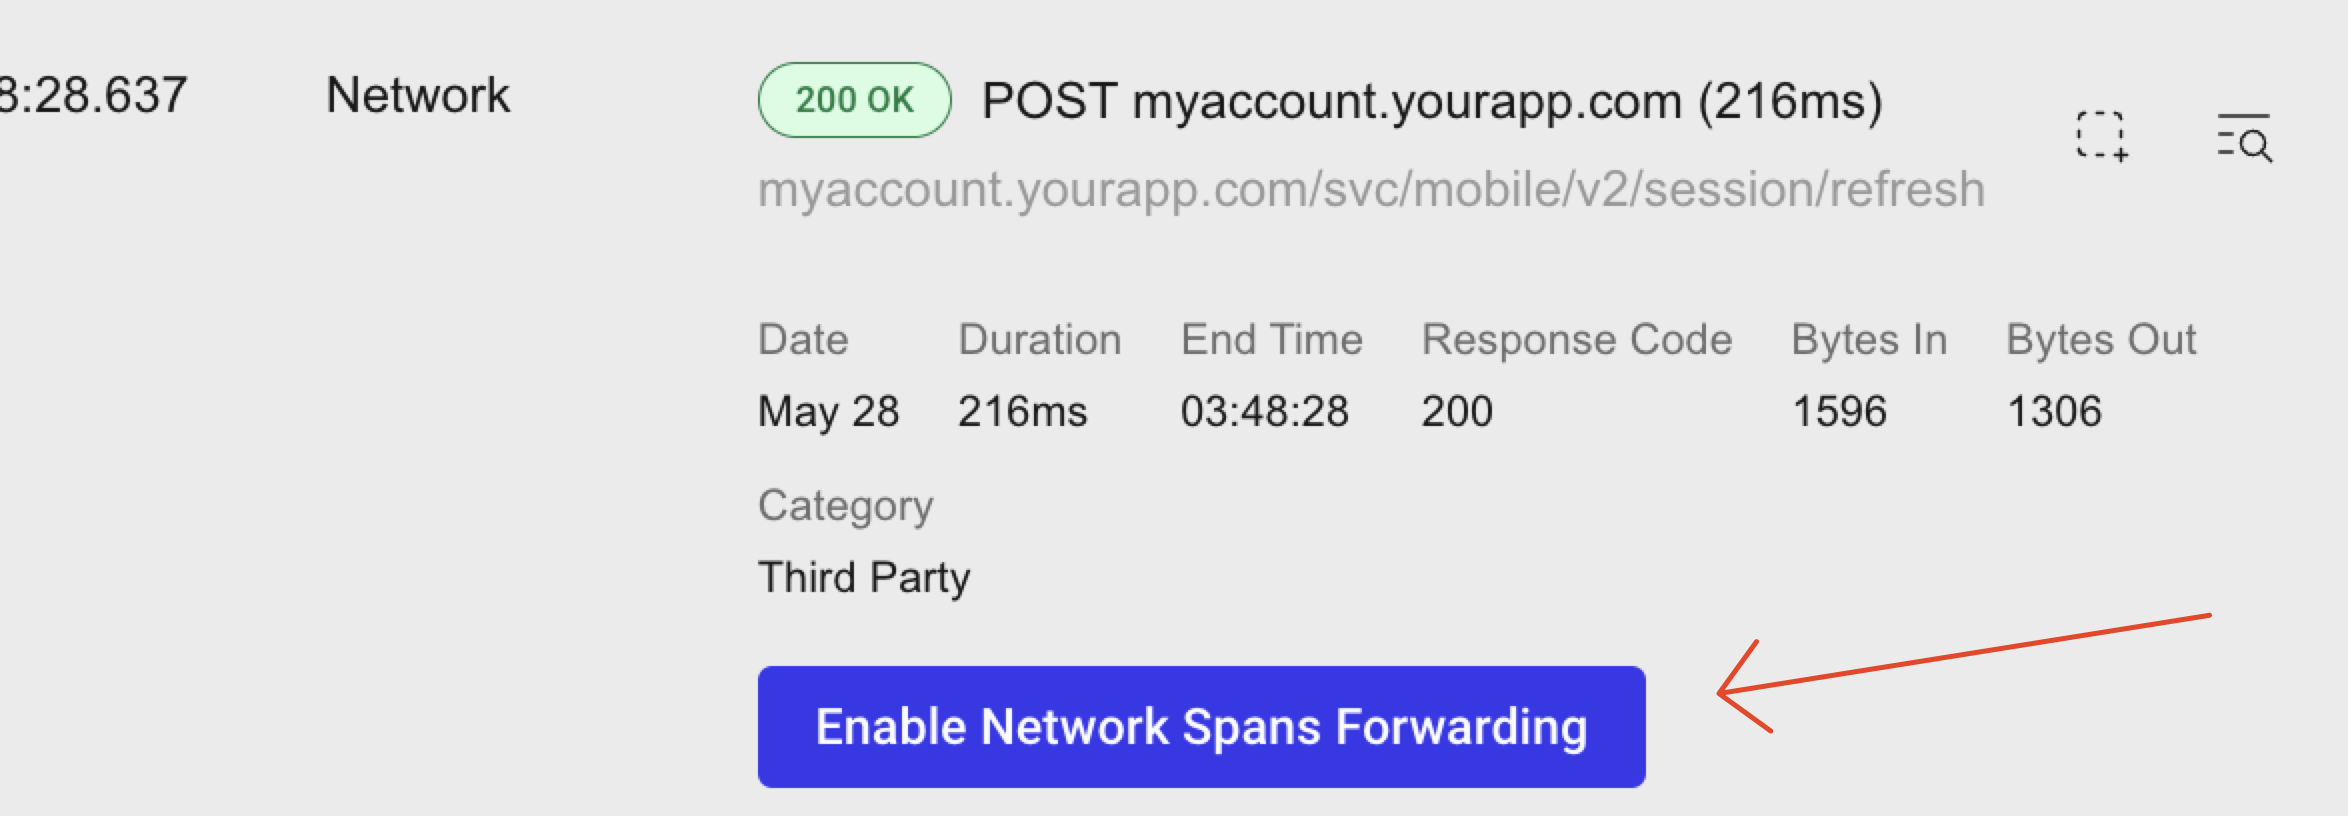 8:28.637 Network 200 OK POST myaccount.yourapp.com (216ms)
myaccount.yourapp.com/svc/mobile/v2/session/refresh
Date Duration End Time Response Code Bytes In Bytes Out
May 28 216ms 03:48:28 200 1596 1306
Category
Third Party
Enable Network Spans Forwarding